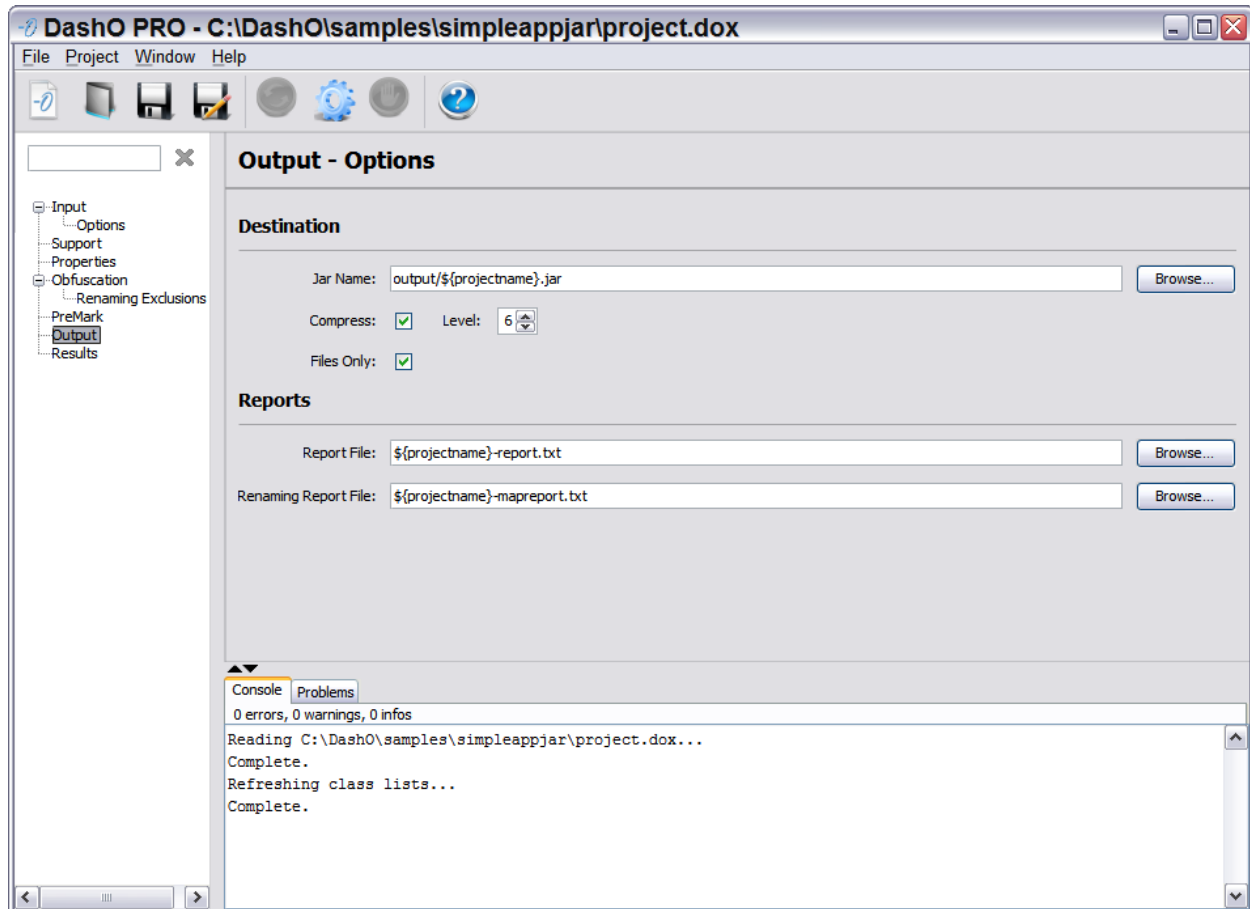 DashO PRO - C:\DashO\samples\simpleappjar\project.dox
File Project Window Help
Output - Options
Input
Options
Support
Properties
Obfuscation
Renaming Exclusions
PreMark
Output
Results
Destination
Jar Name: output/${projectname}.jar Browse...
Compress: Level: 6
Files Only:
Reports
Report File: ${projectname}-report.txt Browse...
Renaming Report File: ${projectname}-mapreport.txt Browse...
Console Problems
0 errors, 0 warnings, 0 infos
Reading C:\DashO\samples\simpleappjar\project.dox...
Complete.
Refreshing class lists...
Complete.